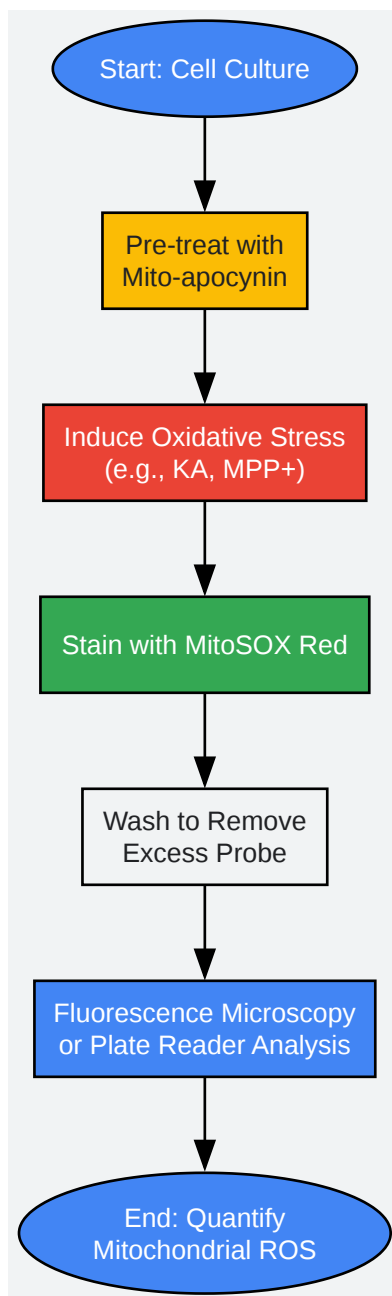 Start: Cell Culture
Pre-treat with
Mito-apocynin
Induce Oxidative Stress
(e.g., KA, MPP+)
Stain with MitoSOX Red
Wash to Remove
Excess Probe
Fluorescence Microscopy
or Plate Reader Analysis
End: Quantify
Mitochondrial ROS